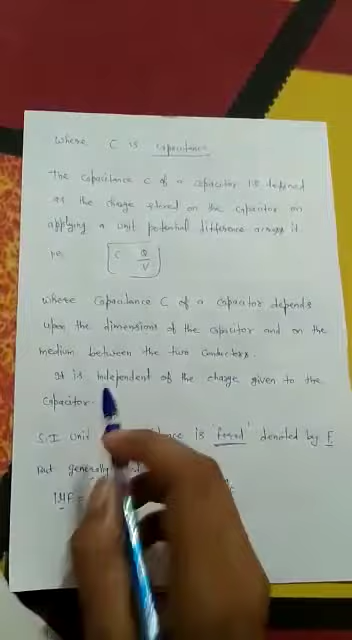 Where C is Capacitance
The capacitance C of a capacitor is defined
as the charge stored on the capacitor on
applying a unit potential difference across it.
C Q
V
where Capacitance C of a capacitor depends
upon the dimensions of the capacitor and on the
medium between the two conductors.
It is independent of the charge given to the
capacitor.
S.I Unit is 'farad' denoted by F
But generally
1μF =